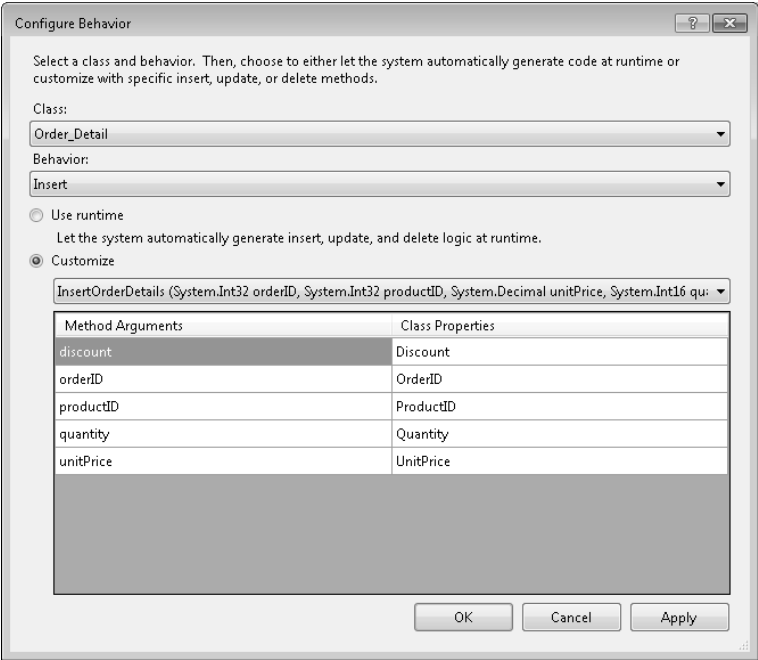 Configure Behavior
?
Select a class and behavior. Then, choose to either let the system automatically generate code at runtime or
customize with specific insert, update, or delete methods.
Class:
Order_Detail
Behavior:
Insert
Use runtime
Let the system automatically generate insert, update, and delete logic at runtime.
Customize
InsertOrderDetails (System.Int32 orderID, System.Int32 productID, System.Decimal unitPrice, System.Int16
Method Arguments Class Properties
discount Discount
orderID OrderID
productID ProductID
quantity Quantity
unitPrice UnitPrice
OK Cancel Apply